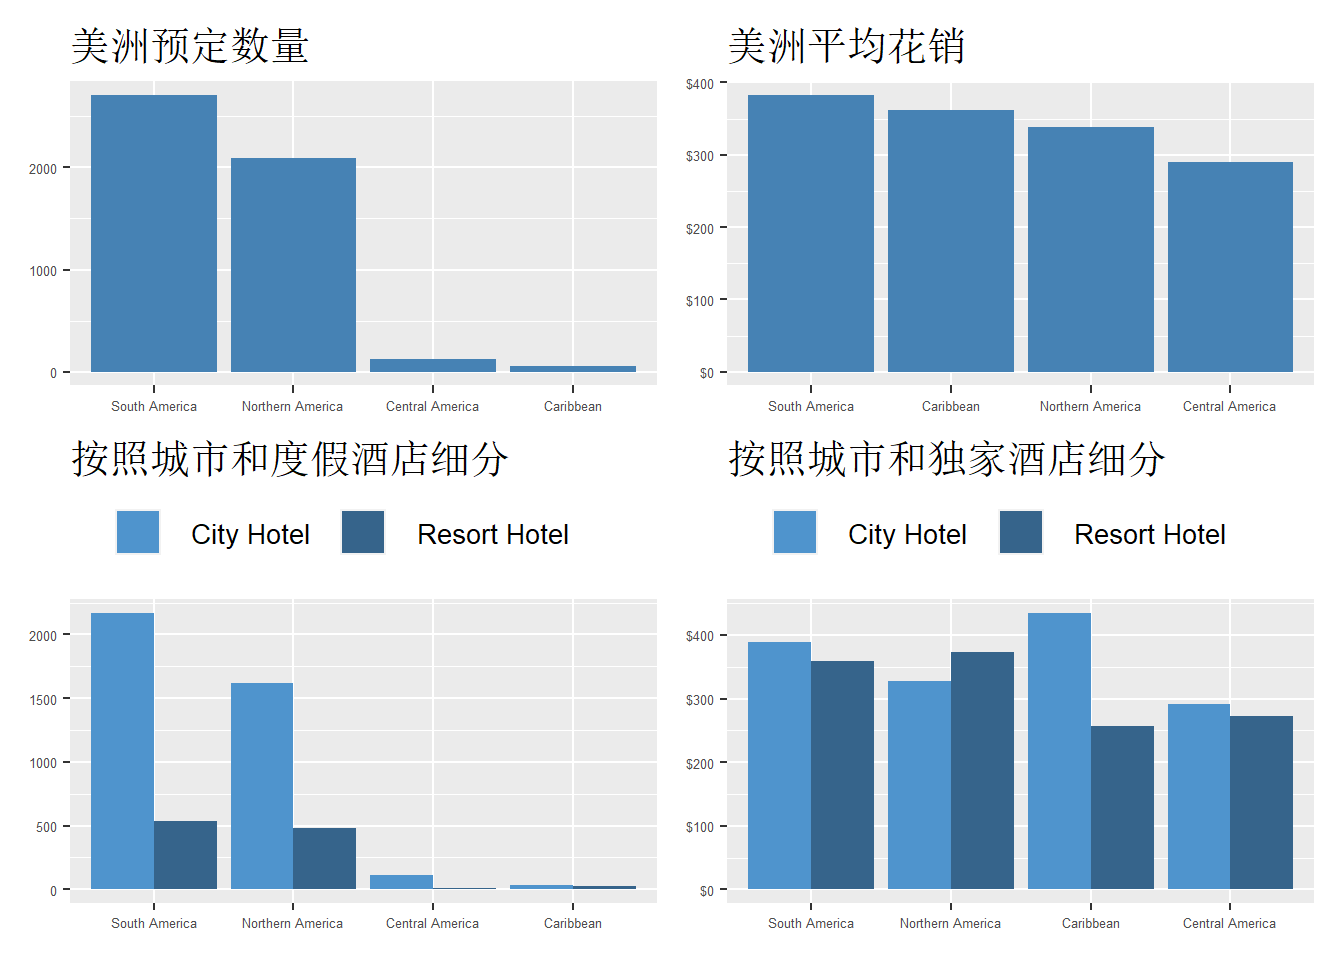 美洲预定数量
2000
1000
0
South America Northern America Central America Caribbean
美洲平均花销
$400
$300
$200
$100
$0
South America Caribbean Northern America Central America
按照城市和度假酒店细分
City Hotel Resort Hotel
2000
1500
1000
500
0
South America Northern America Central America Caribbean
按照城市和独家酒店细分
City Hotel Resort Hotel
$400
$300
$200
$100
$0
South America Northern America Caribbean Central America